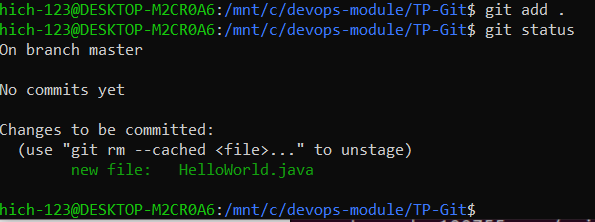 hich-123@DESKTOP-M2CR0A6:/mnt/c/devops-module/TP-Git$ git add .
hich-123@DESKTOP-M2CR0A6:/mnt/c/devops-module/TP-Git$ git status
On branch master
No commits yet
Changes to be committed:
  (use "git rm --cached <file>..." to unstage)
        new file:   HelloWorld.java
hich-123@DESKTOP-M2CR0A6:/mnt/c/devops-module/TP-Git$